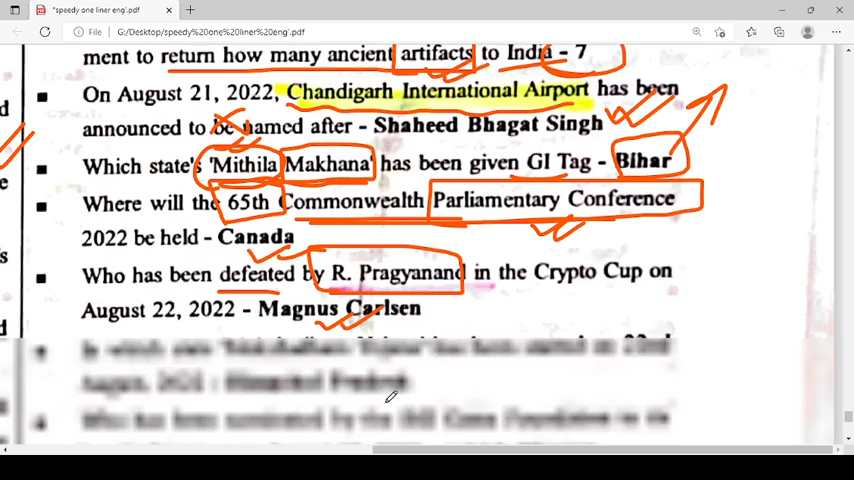 "speedy one liner eng'.pdf
File G:/Desktop/speedy%20one%20liner%20eng'.pdf
ment to return how many ancient artifacts to India - 7
On August 21, 2022, Chandigarh International Airport has been
announced to be named after - Shaheed Bhagat Singh
Which state's 'Mithila Makhana' has been given GI Tag - Bihar
Where will the 65th Commonwealth Parliamentary Conference
2022 be held - Canada
Who has been defeated by R. Pragyanand in the Crypto Cup on
August 22, 2022 - Magnus Carlsen